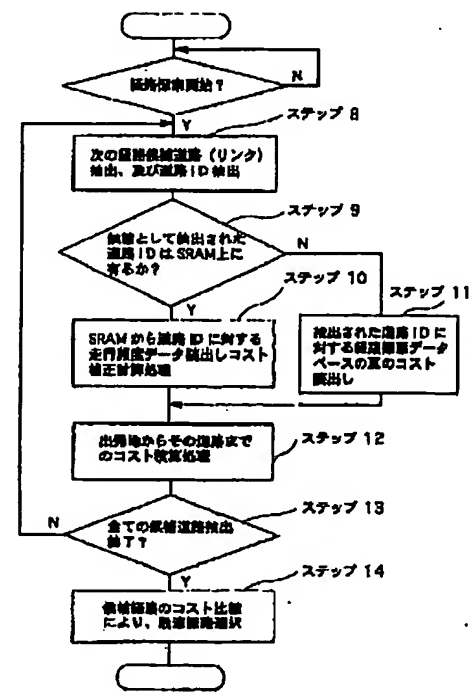 経路探索開始？
N
Y
ステップ 8
次の経路候補道路（リンク）
抽出、及び道路ID抽出
ステップ 9
候補として抽出された
道路IDはSRAM上に
有るか？
N
ステップ 10
Y
ステップ 11
SRAMから道路IDに対する
走行頻度データ読出しコスト
補正計算処理
抽出された道路IDに
対する経路探索データ
ベースの夏のコスト
読出し
ステップ 12
出発地からその道路まで
のコスト積算処理
ステップ 13
N
全ての候補道路抽出
終了？
Y
ステップ 14
候補経路のコスト比較
により、最適経路選択